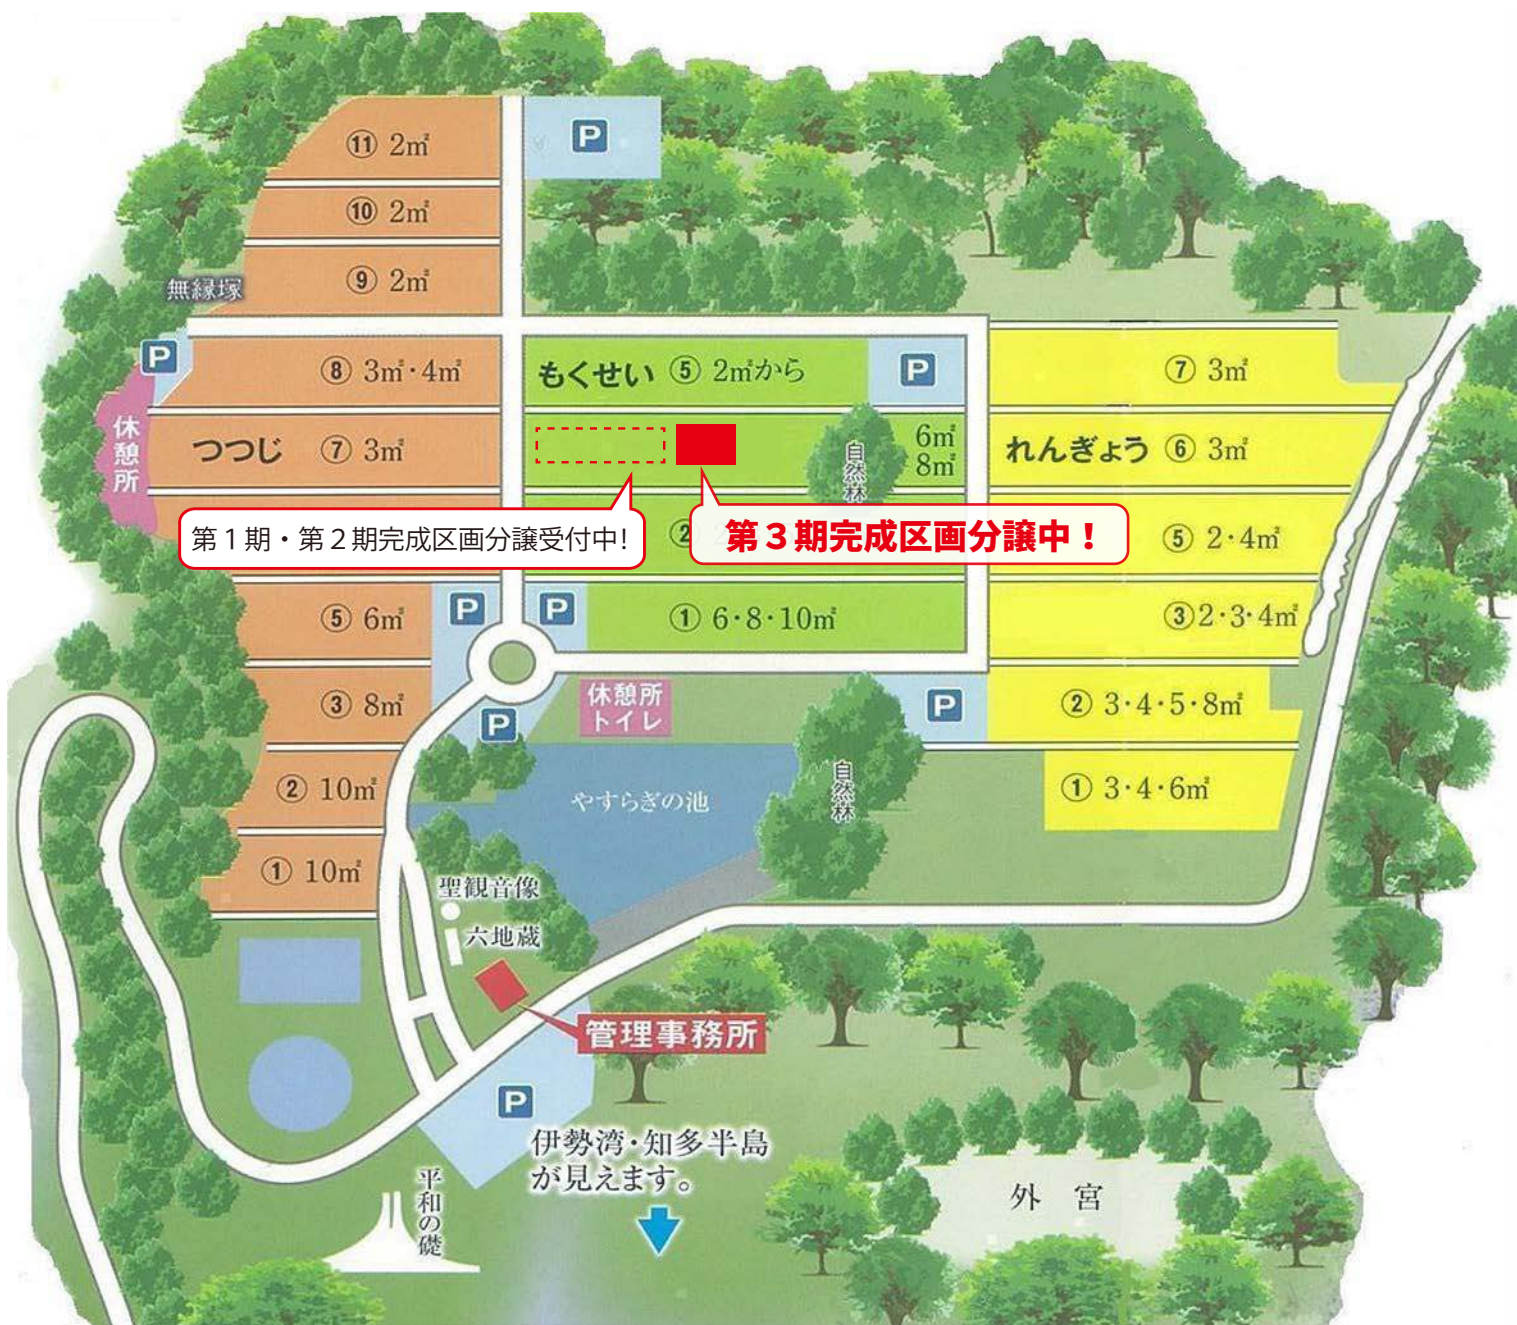 ⑪ 2㎡
P
⑩ 2㎡
⑨ 2㎡
無縁塚
P
⑧ 3㎡・4㎡
もくせい ⑤ 2㎡から
P
⑦ 3㎡
休憩所
つつじ ⑦ 3㎡
自然林
6㎡
8㎡
れんぎょう ⑥ 3㎡
第1期・第2期完成区画分譲受付中!
②
第3期完成区画分譲中!
⑤ 2・4㎡
⑤ 6㎡
P
P
① 6・8・10㎡
③2・3・4㎡
③ 8㎡
P
休憩所
トイレ
P
② 3・4・5・8㎡
② 10㎡
やすらぎの池
自然林
① 3・4・6㎡
① 10㎡
聖観音像
六地蔵
管理事務所
P
伊勢湾・知多半島
が見えます。
平和の礎
外宮